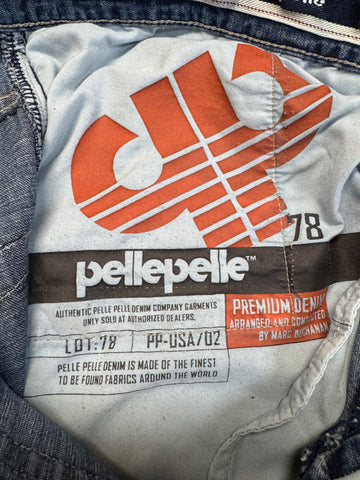 78
pellepelle™
AUTHENTIC PELLE PELLE DENIM COMPANY GARMENTS
ONLY SOLD AT AUTHORIZED DEALERS.
PREMIUM DENIM
ARRANGED AND CONDUCTED
BY MARC BUCHANAN
LOT:78 PP-USA/02
PELLE PELLE DENIM IS MADE OF THE FINEST
TO BE FOUND FABRICS AROUND THE WORLD